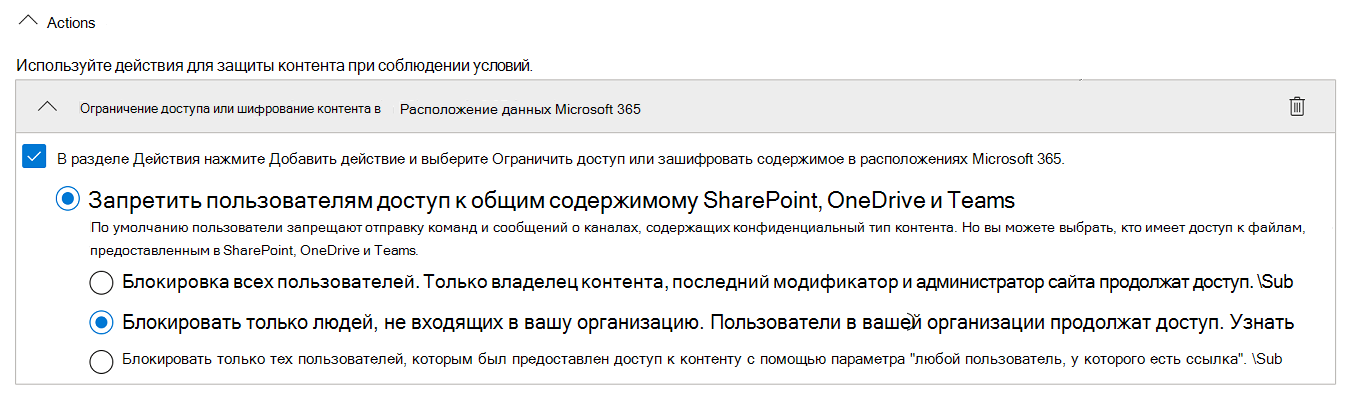 Actions
Используйте действия для защиты контента при соблюдении условий.
Ограничение доступа или шифрование контента в Расположение данных Microsoft 365
В разделе Действия нажмите Добавить действие и выберите Ограничить доступ или зашифровать содержимое в расположениях Microsoft 365.
Запретить пользователям доступ к общим содержимому SharePoint, OneDrive и Teams
По умолчанию пользователи запрещают отправку команд и сообщений о каналах, содержащих конфиденциальный тип контента. Но вы можете выбрать, кто имеет доступ к файлам,
предоставленным в SharePoint, OneDrive и Teams.
Блокировка всех пользователей. Только владелец контента, последний модификатор и администратор сайта продолжат доступ. \Sub
Блокировать только людей, не входящих в вашу организацию. Пользователи в вашей организации продолжат доступ. Узнать
Блокировать только тех пользователей, которым был предоставлен доступ к контенту с помощью параметра "любой пользователь, у которого есть ссылка". \Sub